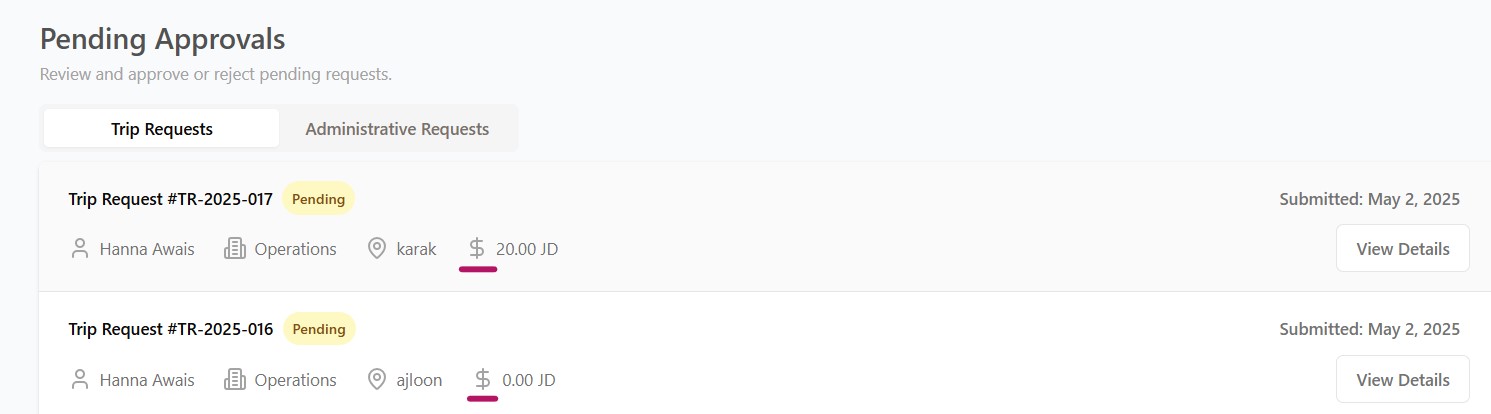 Pending Approvals
Review and approve or reject pending requests.
Trip Requests Administrative Requests
Trip Request #TR-2025-017 Pending Submitted: May 2, 2025
Hanna Awais Operations karak $ 20.00 JD View Details
Trip Request #TR-2025-016 Pending Submitted: May 2, 2025
Hanna Awais Operations ajloon $ 0.00 JD View Details